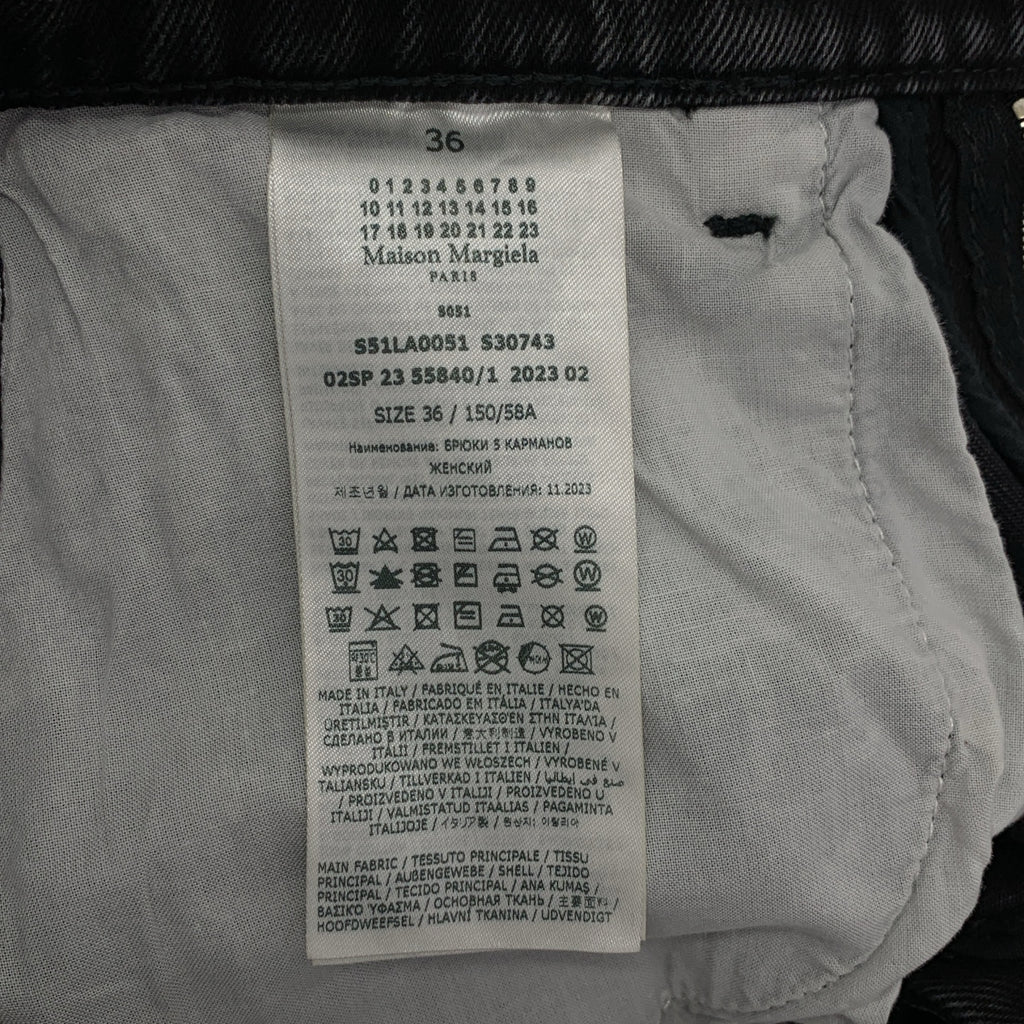 36
0 1 2 3 4 5 6 7 8 9
10 11 12 13 14 15 16
17 18 19 20 21 22 23
Maison Margiela
PARIS
8051
S51LA0051 S30743
02SP 23 55840/1 2023 02
SIZE 36 / 150/58A
Наименование: БРЮКИ 5 КАРМАНОВ
ЖЕНСКИЙ
제조년월 / ДАТА ИЗГОТОВЛЕНИЯ: 11.2023
30 W
30 W
30 W
30°C
MADE IN ITALY / FABRIQUÉ EN ITALIE / HECHO EN
ITALIA / FABRICADO EM ITÁLIA / ITALYA'DA
ÜRETILMIŞTIR / ΚΑΤΑΣΚΕΥΑΣΘΕΝ ΣΤΗΝ ΙΤΑΛΙΑ /
СДЕЛАНО В ИТАЛИИ / 意大利制造 / VYROBENO V
ITÁLII / FREMSTILLET I ITALIEN /
WYPRODUKOWANO WE WŁOSZECH / VYROBENÉ V
TALIANSKU / TILLVERKAD I ITALIEN / صنع في إيطاليا
/ PROIZVEDENO V ITALIJI / PROIZVEDENO U
ITALIJI / VALMISTATUD ITAALIAS / PAGAMINTA
ITALIJOJE / イタリア製 / 원산지: 이탈리아
MAIN FABRIC / TESSUTO PRINCIPALE / TISSU
PRINCIPAL / AUßENGEWEBE / SHELL / TEJIDO
PRINCIPAL / TECIDO PRINCIPAL / ANA KUMAŞ /
ΒΑΣΙΚΟ ΎΦΑΣΜΑ / ОСНОВНАЯ ТКАНЬ / 主要面料 /
HOOFDWEEFSEL / HLAVNÍ TKANINA / UDVENDIGT